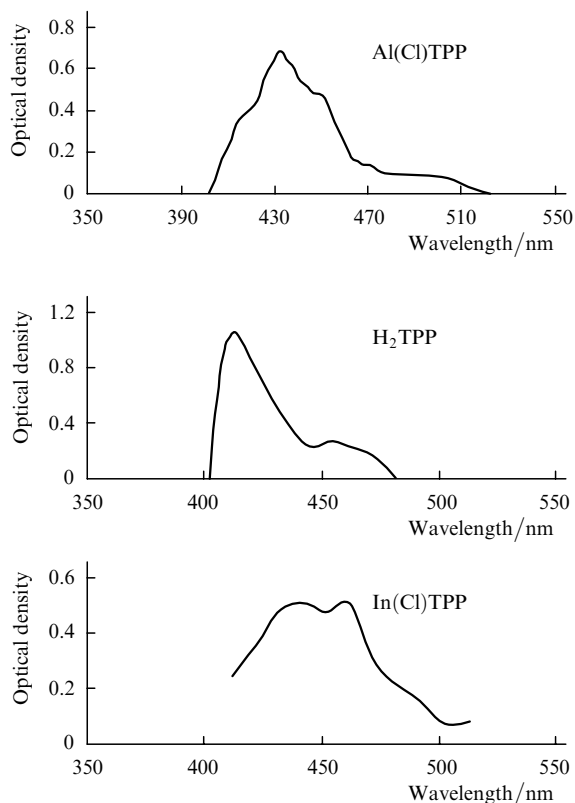 Optical density
0.8
0.6
0.4
0.2
0
Al(Cl)TPP
350 390 430 470 510 550
Wavelength/nm
Optical density
1.2
0.8
0.4
0
H₂TPP
350 400 450 500 550
Wavelength/nm
Optical density
0.6
0.4
0.2
0
In(Cl)TPP
350 400 450 500 550
Wavelength/nm